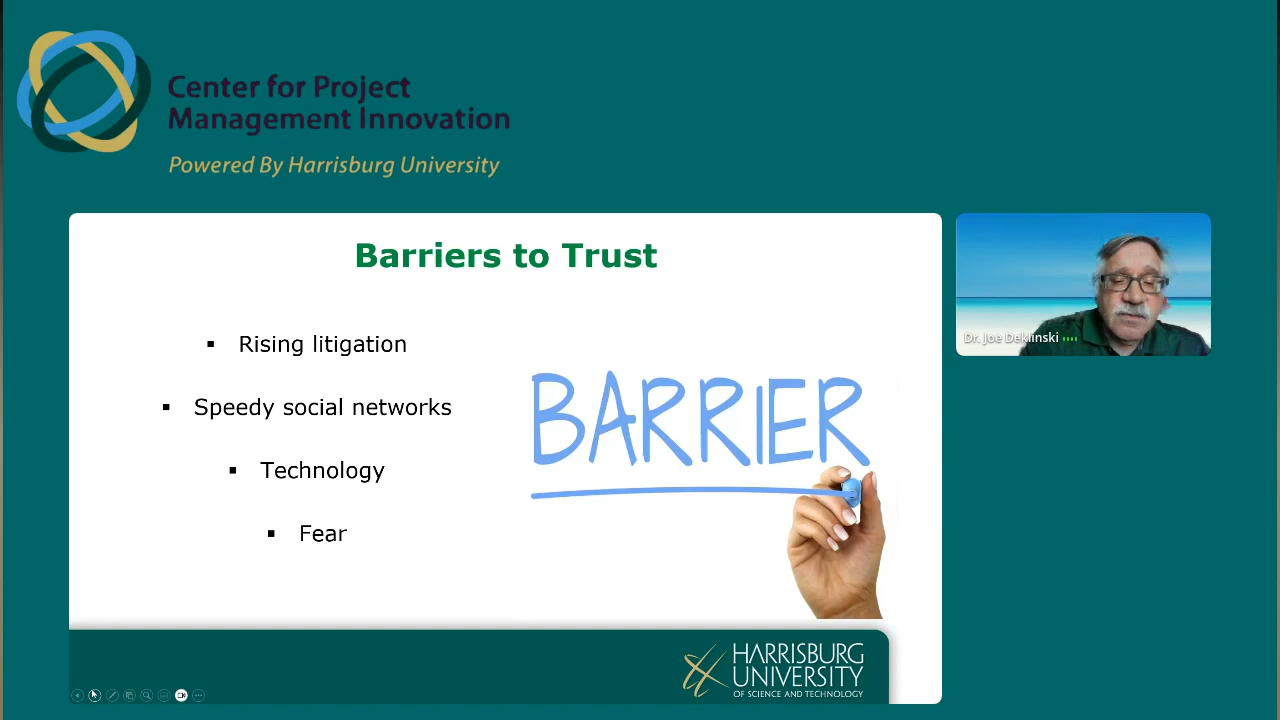 Center for Project
Management Innovation
Powered By Harrisburg University
Barriers to Trust
▪ Rising litigation
▪ Speedy social networks
▪ Technology
▪ Fear
BARRIER
Dr. Joe Deklinski
HARRISBURG
UNIVERSITY
OF SCIENCE AND TECHNOLOGY